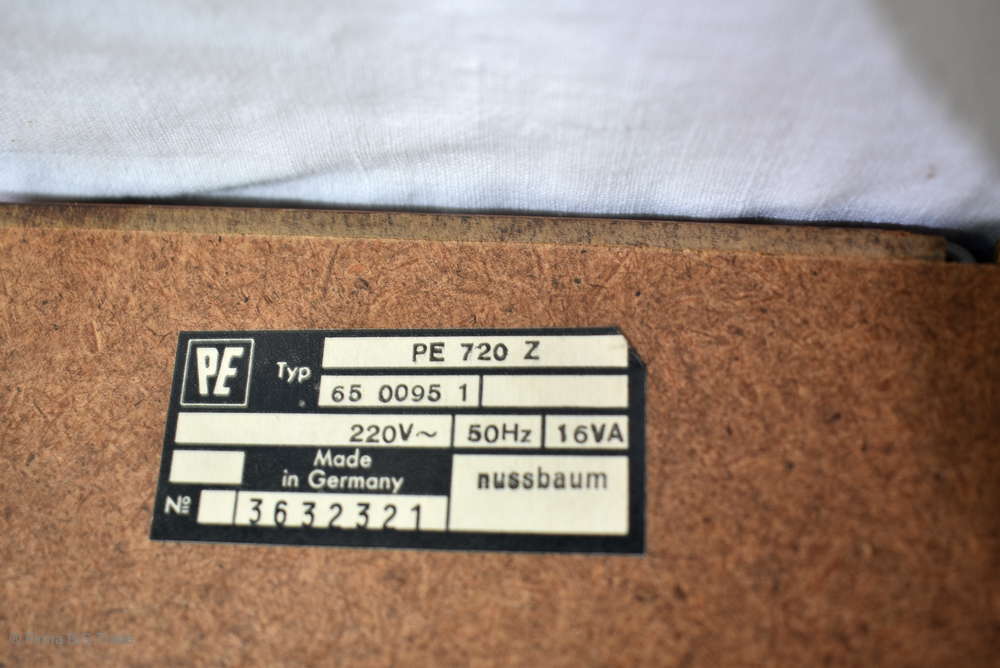 PE
Typ PE 720 Z
65 0095 1
220V~ 50Hz 16VA
Made
in Germany
nussbaum
№ 3632321